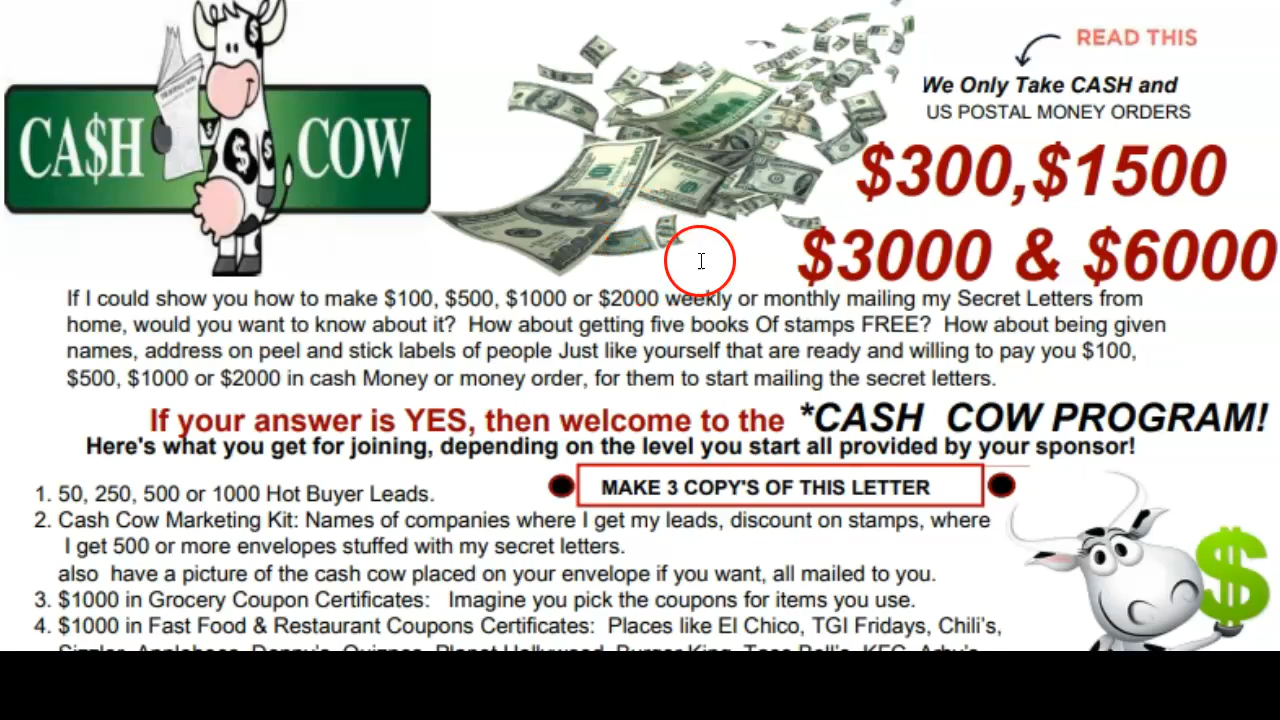 CA$H COW
READ THIS
We Only Take CASH and
US POSTAL MONEY ORDERS
$300,$1500
$3000 & $6000
If I could show you how to make $100, $500, $1000 or $2000 weekly or monthly mailing my Secret Letters from
home, would you want to know about it? How about getting five books Of stamps FREE? How about being given
names, address on peel and stick labels of people Just like yourself that are ready and willing to pay you $100,
$500, $1000 or $2000 in cash Money or money order, for them to start mailing the secret letters.
If your answer is YES, then welcome to the *CASH COW PROGRAM!
Here's what you get for joining, depending on the level you start all provided by your sponsor!
MAKE 3 COPY'S OF THIS LETTER
1. 50, 250, 500 or 1000 Hot Buyer Leads.
2. Cash Cow Marketing Kit: Names of companies where I get my leads, discount on stamps, where
I get 500 or more envelopes stuffed with my secret letters.
also have a picture of the cash cow placed on your envelope if you want, all mailed to you.
3. $1000 in Grocery Coupon Certificates: Imagine you pick the coupons for items you use.
4. $1000 in Fast Food & Restaurant Coupons Certificates: Places like El Chico, TGI Fridays, Chili's,